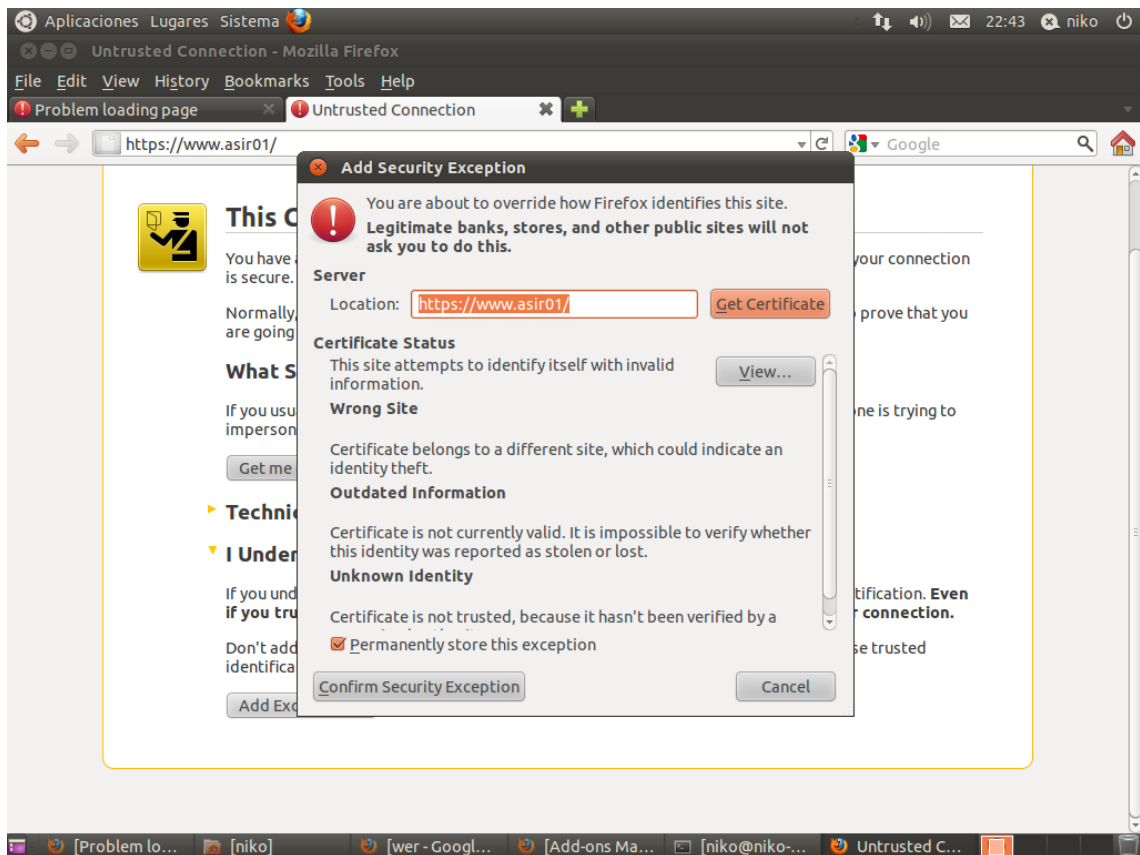 Aplicaciones Lugares Sistema 22:43 niko
Untrusted Connection - Mozilla Firefox
File Edit View History Bookmarks Tools Help
Problem loading page Untrusted Connection
https://www.asir01/ Google
Add Security Exception
You are about to override how Firefox identifies this site.
Legitimate banks, stores, and other public sites will not
ask you to do this.
Server
Location: https://www.asir01/ Get Certificate
Certificate Status
This site attempts to identify itself with invalid
information.
View...
Wrong Site
Certificate belongs to a different site, which could indicate an
identity theft.
Outdated Information
Certificate is not currently valid. It is impossible to verify whether
this identity was reported as stolen or lost.
Unknown Identity
Certificate is not trusted, because it hasn't been verified by a
Permanently store this exception
Confirm Security Exception Cancel
This C
You have your connection
is secure.
Normally, prove that you
are going
What S
If you usu one is trying to
imperson
Get me
Techni
I Under
If you und tification. Even
if you tru connection.
Don't add se trusted
identifica
Add Exc
[Problem lo... [niko] [wer - Googl... [Add-ons Ma... [niko@niko-... Untrusted C...